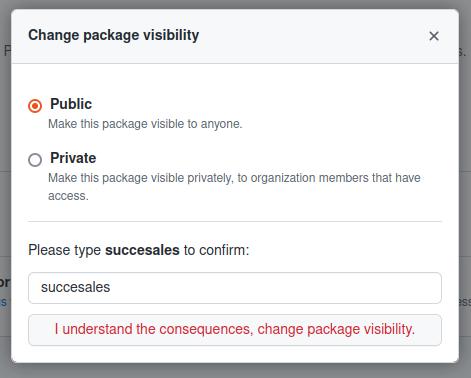 Change package visibility
Public
Make this package visible to anyone.
Private
Make this package visible privately, to organization members that have
access.
Please type succesales to confirm:
succesales
I understand the consequences, change package visibility.